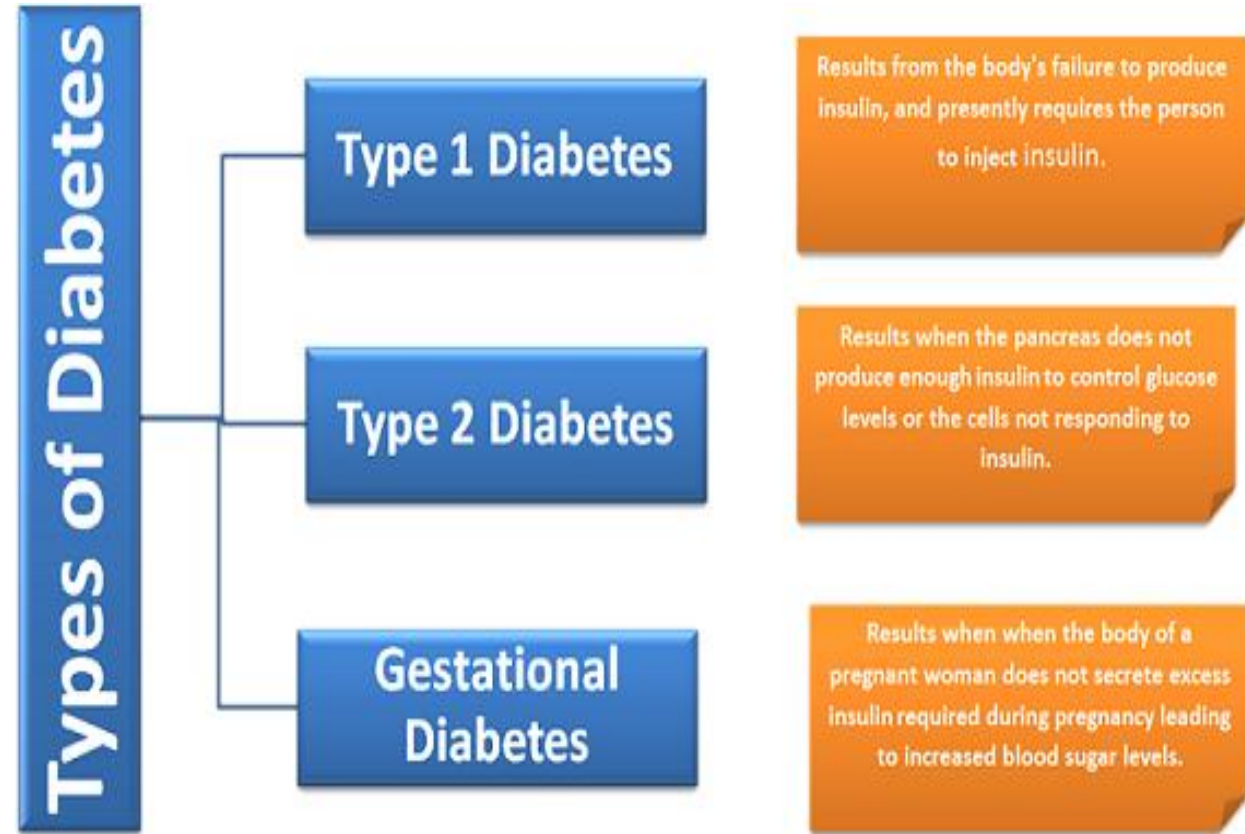 Types of Diabetes
Type 1 Diabetes
Results from the body's failure to produce
insulin, and presently requires the person
to inject insulin.
Type 2 Diabetes
Results when the pancreas does not
produce enough insulin to control glucose
levels or the cells not responding to
insulin.
Gestational
Diabetes
Results when when the body of a
pregnant woman does not secrete excess
insulin required during pregnancy leading
to increased blood sugar levels.